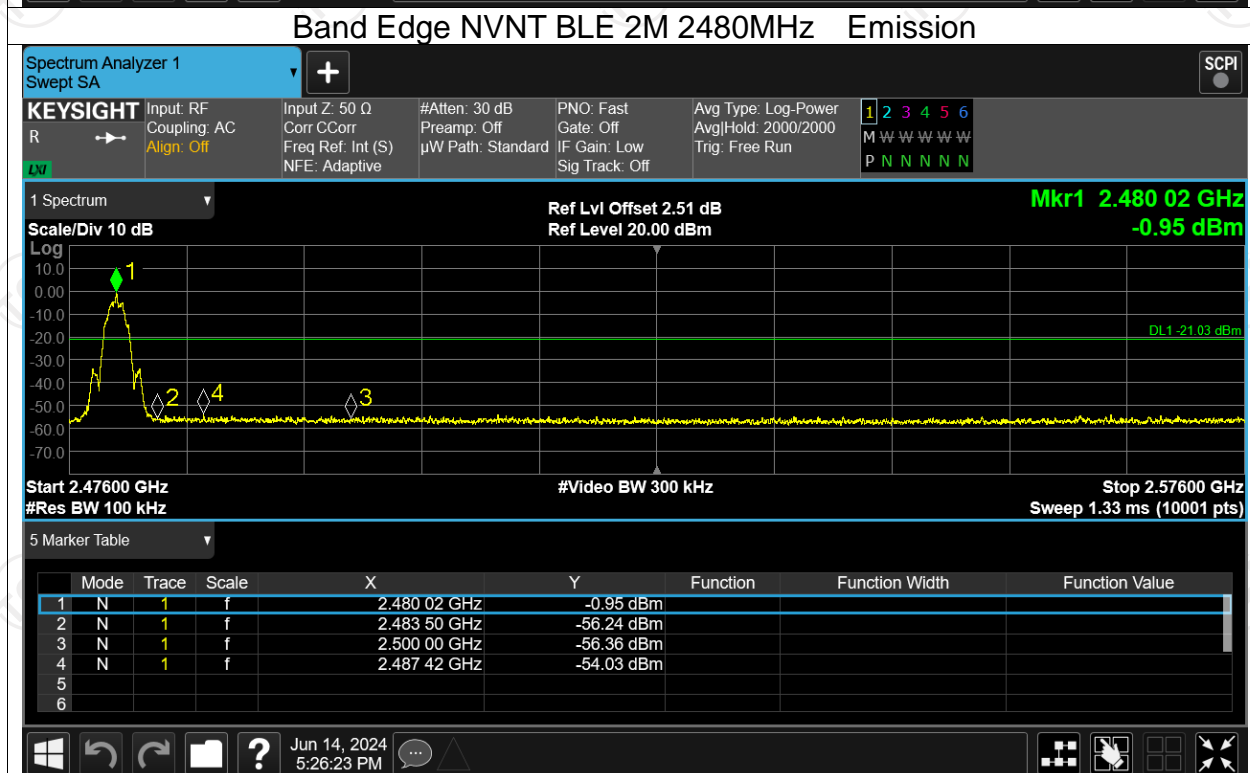 Band Edge NVNT BLE 2M 2480MHz Emission
Spectrum Analyzer 1
Swept SA
SCPI
KEYSIGHT Input: RF Input Z: 50 Ω #Atten: 30 dB PNO: Fast Avg Type: Log-Power 1 2 3 4 5 6
R Coupling: AC Corr CCorr Preamp: Off Gate: Off Avg|Hold: 2000/2000 M W W W W W
Align: Off Freq Ref: Int (S) µW Path: Standard IF Gain: Low Trig: Free Run
LXI NFE: Adaptive Sig Track: Off P N N N N N
1 Spectrum Ref Lvl Offset 2.51 dB Mkr1 2.480 02 GHz
Scale/Div 10 dB Ref Level 20.00 dBm -0.95 dBm
Log
10.0
1
0.00
-10.0
-20.0
DL1 -21.03 dBm
-30.0
-40.0
2 4 3
-50.0
-60.0
-70.0
Start 2.47600 GHz #Video BW 300 kHz Stop 2.57600 GHz
#Res BW 100 kHz Sweep 1.33 ms (10001 pts)
5 Marker Table
Mode Trace Scale X Y Function Function Width Function Value
1 N 1 f 2.480 02 GHz -0.95 dBm
2 N 1 f 2.483 50 GHz -56.24 dBm
3 N 1 f 2.500 00 GHz -56.36 dBm
4 N 1 f 2.487 42 GHz -54.03 dBm
5
6
? Jun 14, 2024
5:26:23 PM